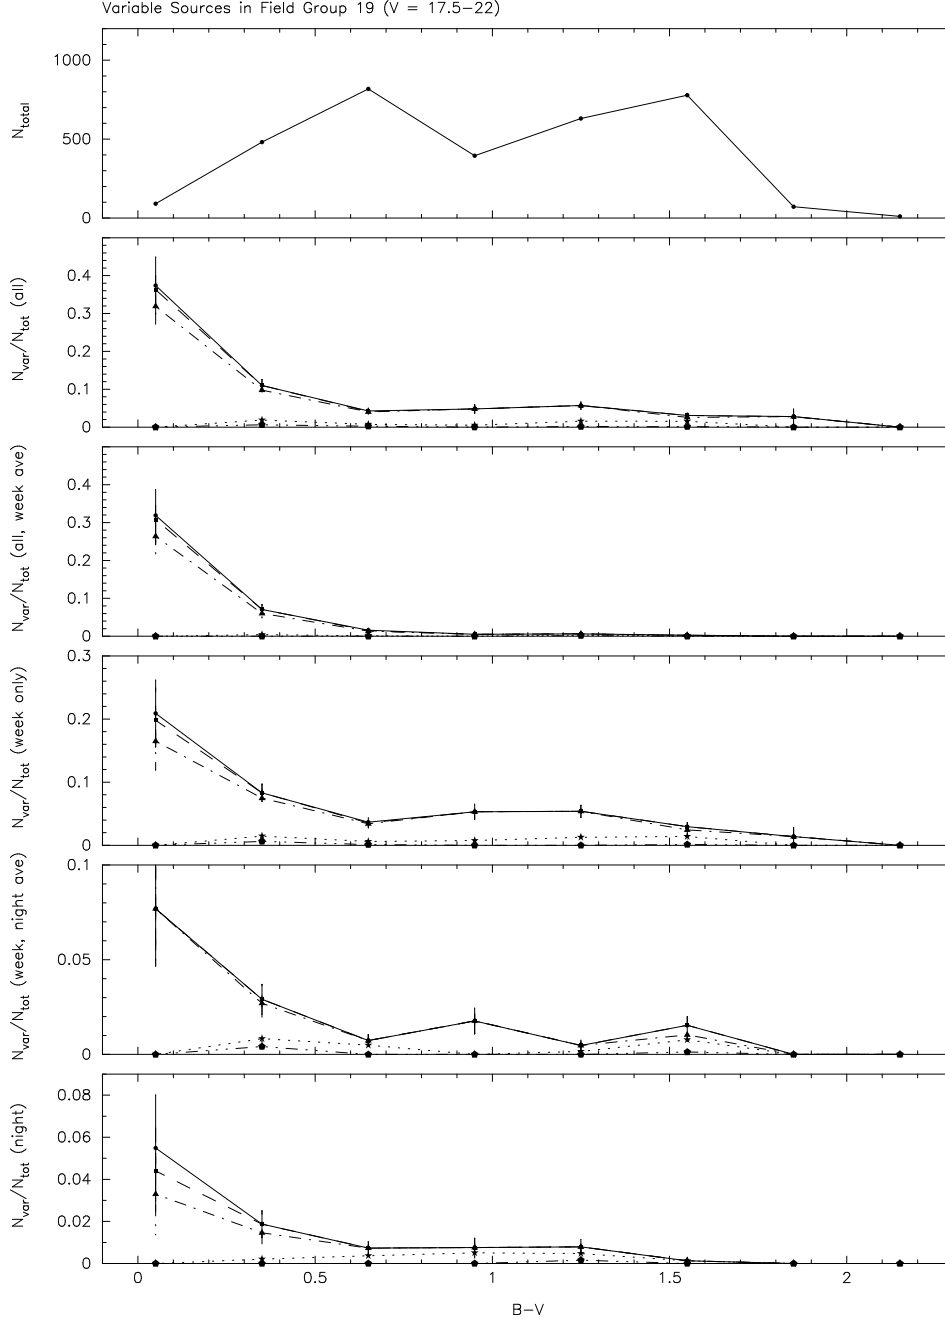 Variable Sources in Field Group 19 (V = 17.5−22)
N_total
1000
500
0
N_var/N_tot (all)
0.4
0.3
0.2
0.1
0
N_var/N_tot (all, week ave)
0.4
0.3
0.2
0.1
0
N_var/N_tot (week only)
0.3
0.2
0.1
0
N_var/N_tot (week, night ave)
0.1
0.05
0
N_var/N_tot (night)
0.08
0.06
0.04
0.02
0
0 0.5 1 1.5 2
B−V